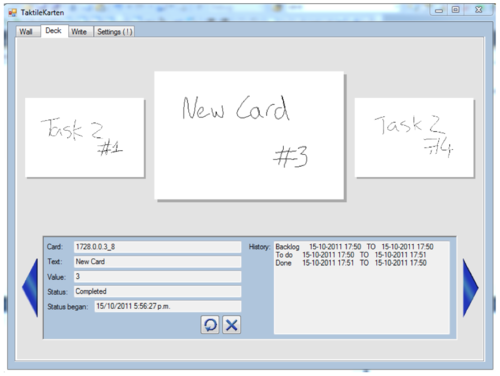 TaktileKarten
Wall Deck Write Settings (!)
New Card
#3
Task 2
#1
Task 2
#4
Card: 1728.0.0.3_8
Text: New Card
Value: 3
Status: Completed
Status began: 15/10/2011 5:56:27 p.m.
History: Backlog 15-10-2011 17:50 TO 15-10-2011 17:50
To do 15-10-2011 17:50 TO 15-10-2011 17:51
Done 15-10-2011 17:51 TO 15-10-2011 17:50